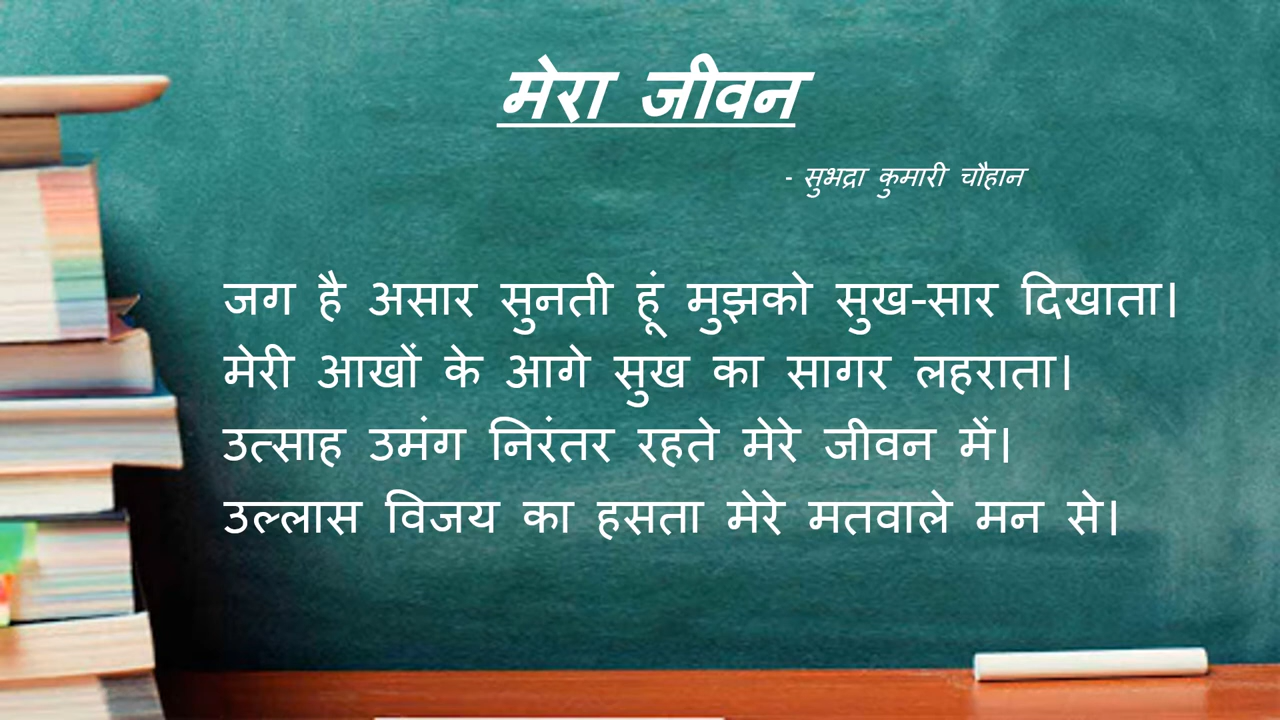 मेरा जीवन
- सुभद्रा कुमारी चौहान
जग है असार सुनती हूं मुझको सुख-सार दिखाता।
मेरी आखों के आगे सुख का सागर लहराता।
उत्साह उमंग निरंतर रहते मेरे जीवन में।
उल्लास विजय का हसता मेरे मतवाले मन से।